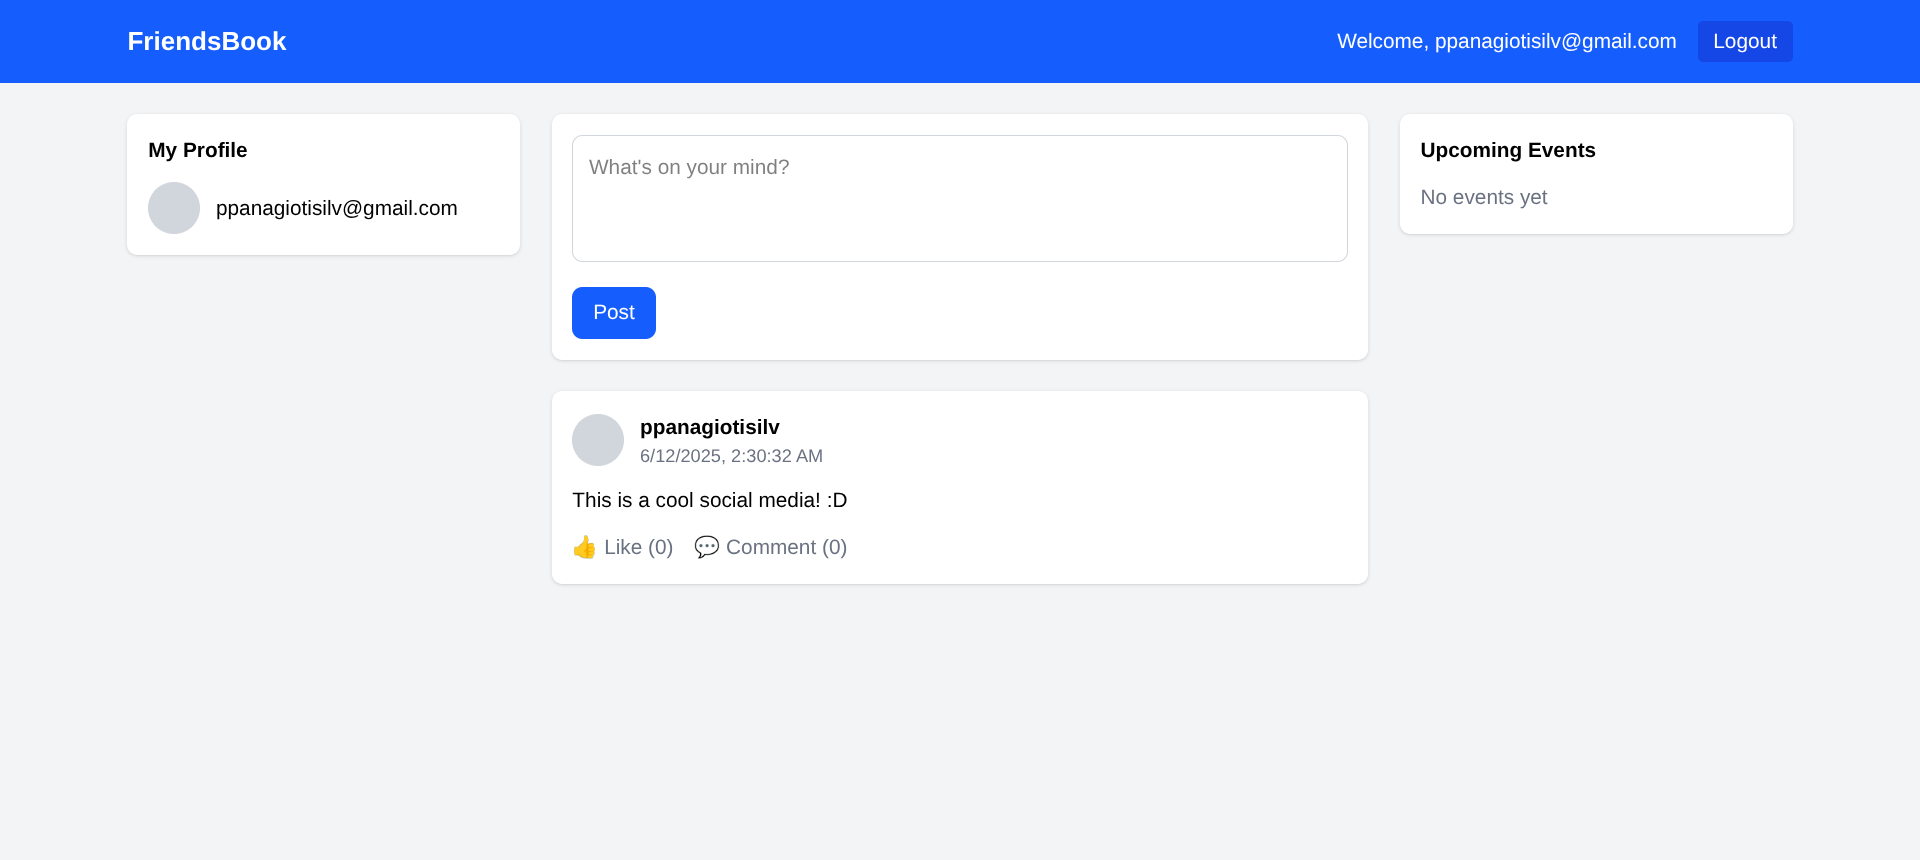 FriendsBook
Welcome, ppanagiotisilv@gmail.com
Logout
My Profile
ppanagiotisilv@gmail.com
What's on your mind?
Post
ppanagiotisilv
6/12/2025, 2:30:32 AM
This is a cool social media! :D
👍 Like (0) 💬 Comment (0)
Upcoming Events
No events yet